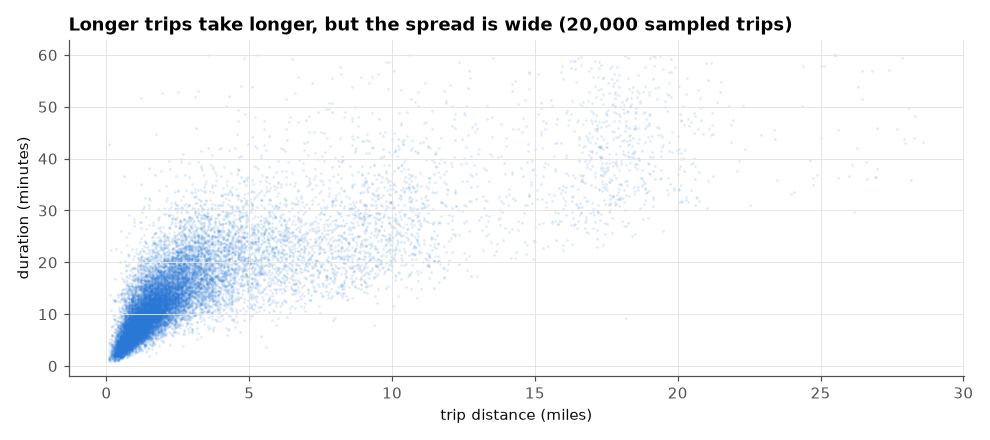 Longer trips take longer, but the spread is wide (20,000 sampled trips)
60
50
40
30
20
10
0
duration (minutes)
0 5 10 15 20 25 30
trip distance (miles)